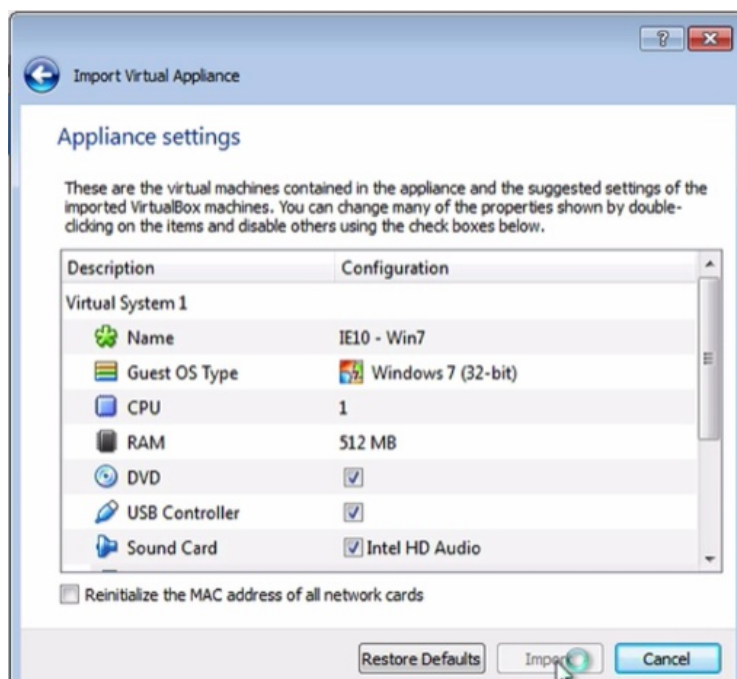 Import Virtual Appliance
Appliance settings
These are the virtual machines contained in the appliance and the suggested settings of the
imported VirtualBox machines. You can change many of the properties shown by double-
clicking on the items and disable others using the check boxes below.
Description Configuration
Virtual System 1
Name IE10 - Win7
Guest OS Type Windows 7 (32-bit)
CPU 1
RAM 512 MB
DVD
USB Controller
Sound Card Intel HD Audio
Reinitialize the MAC address of all network cards
Restore Defaults Import Cancel